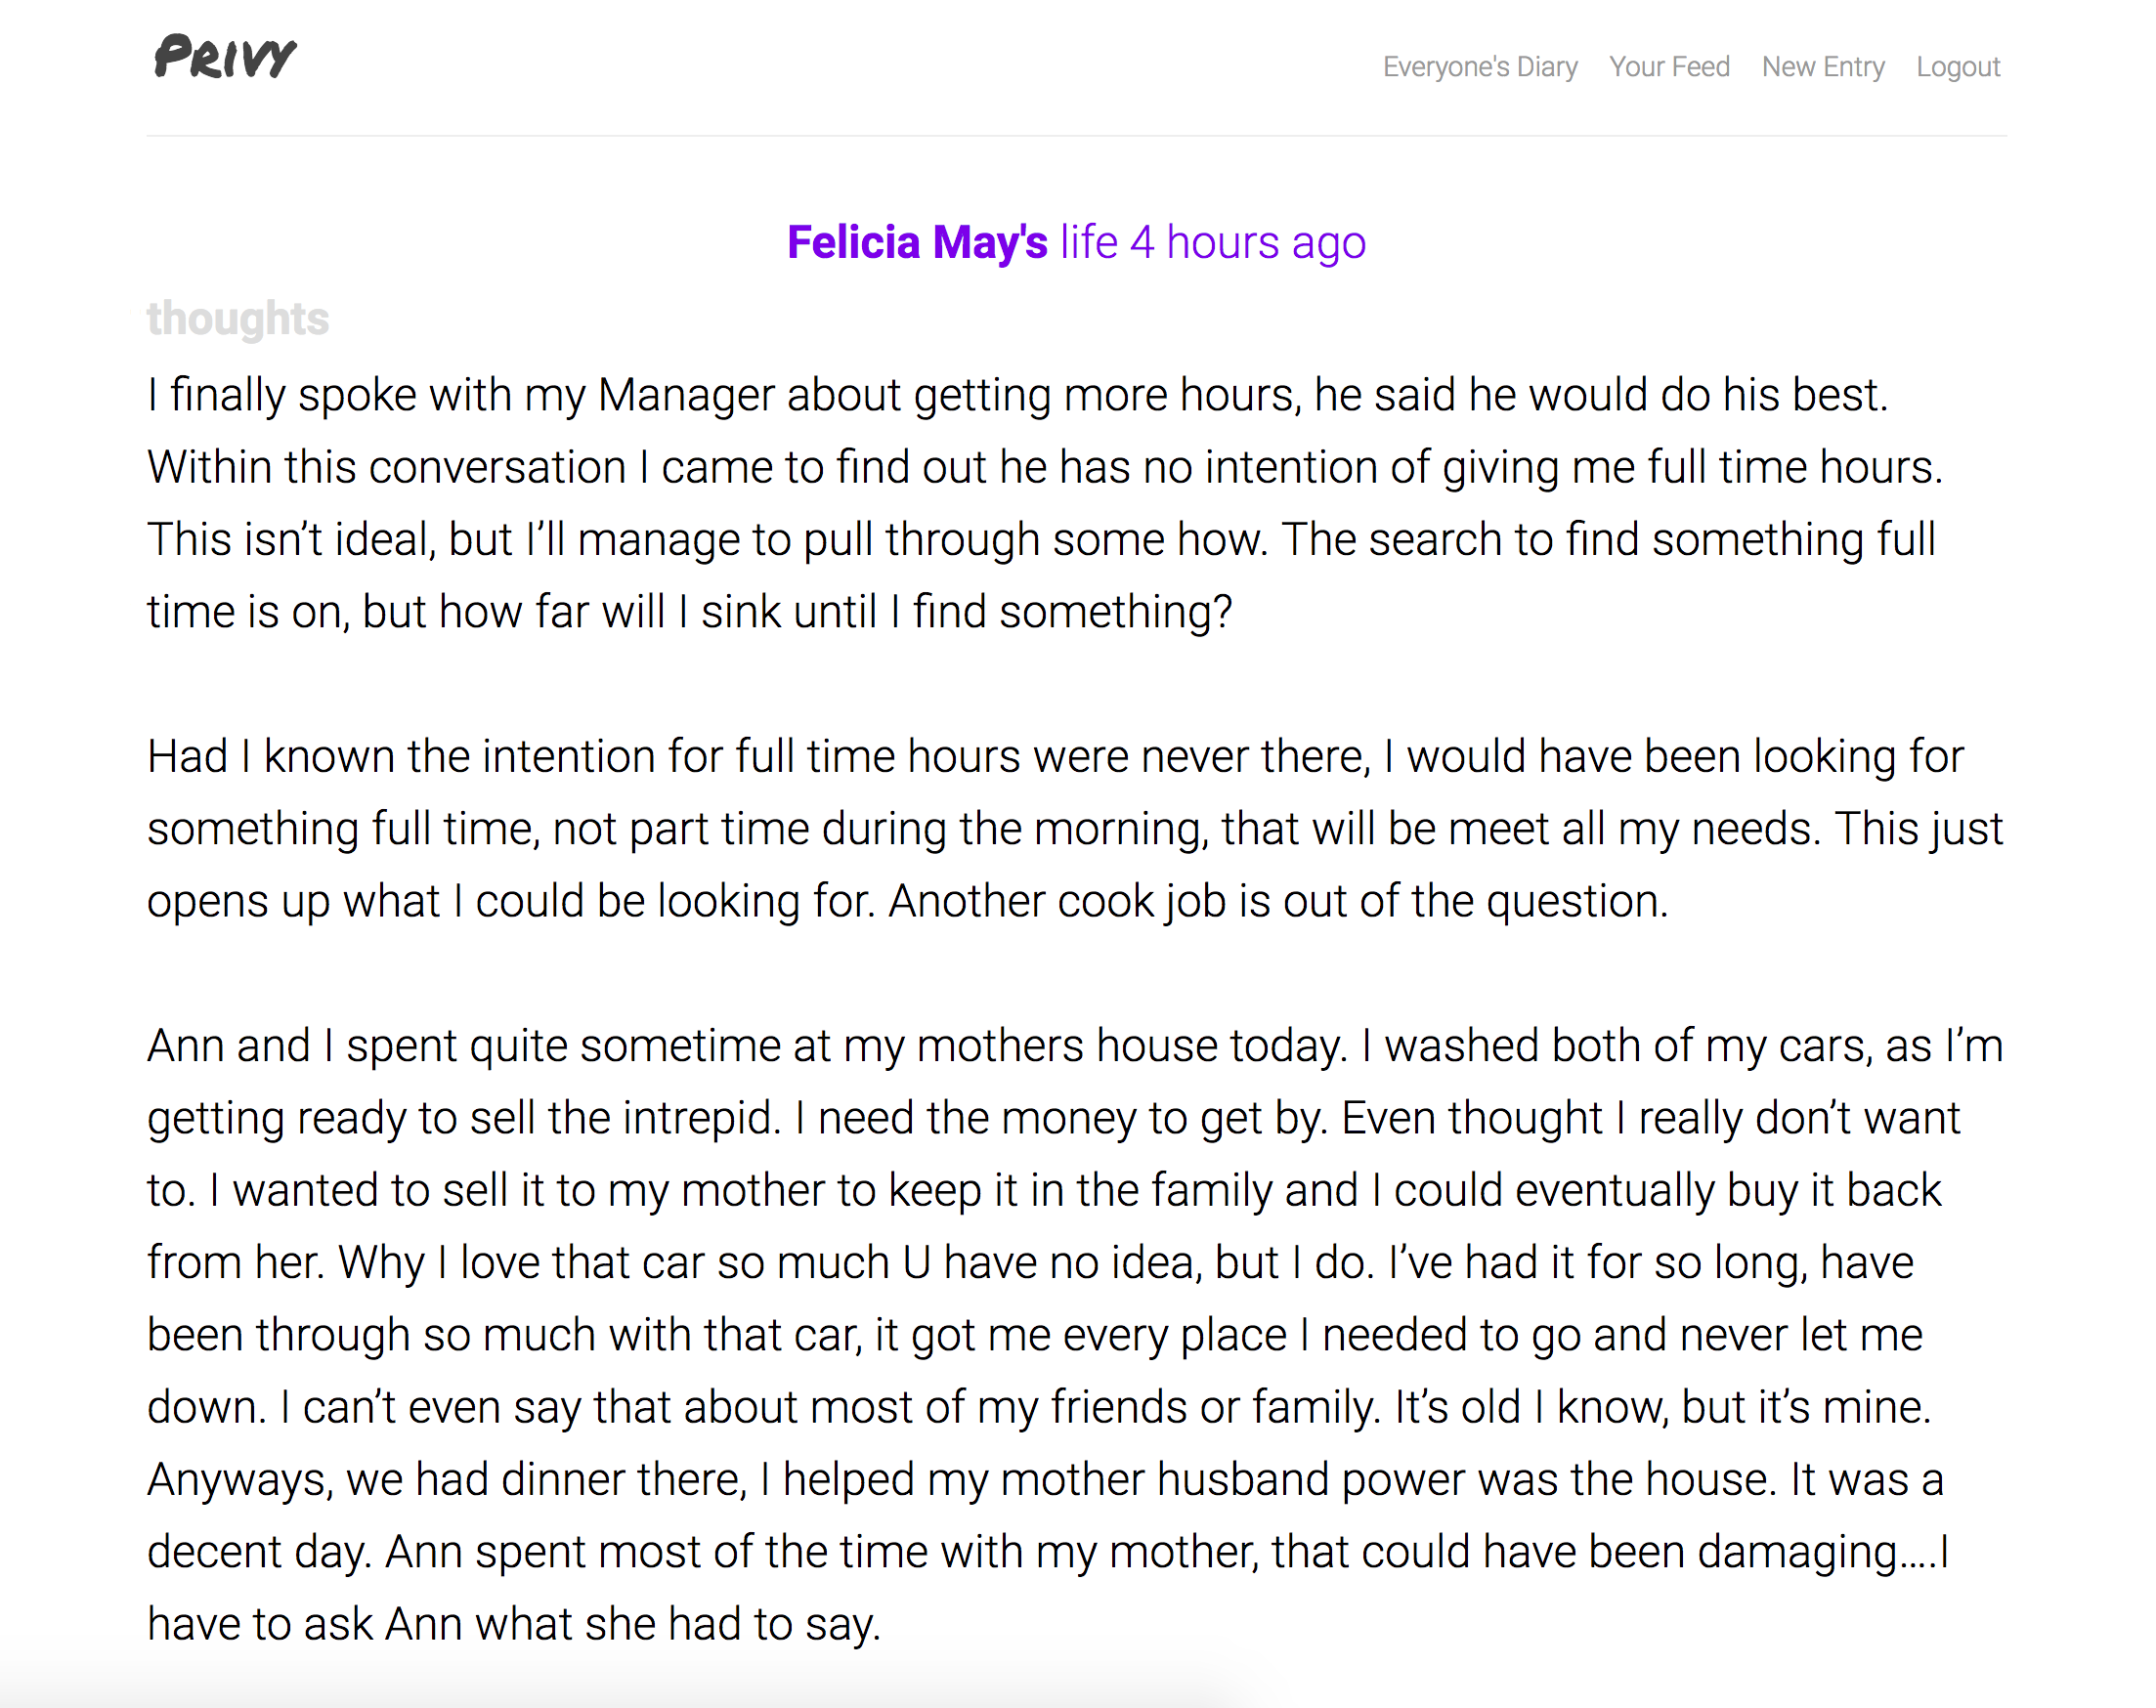 PRIVY
Everyone's Diary Your Feed New Entry Logout
Felicia May's life 4 hours ago
thoughts
I finally spoke with my Manager about getting more hours, he said he would do his best.
Within this conversation I came to find out he has no intention of giving me full time hours.
This isn’t ideal, but I’ll manage to pull through some how. The search to find something full
time is on, but how far will I sink until I find something?
Had I known the intention for full time hours were never there, I would have been looking for
something full time, not part time during the morning, that will be meet all my needs. This just
opens up what I could be looking for. Another cook job is out of the question.
Ann and I spent quite sometime at my mothers house today. I washed both of my cars, as I’m
getting ready to sell the intrepid. I need the money to get by. Even thought I really don’t want
to. I wanted to sell it to my mother to keep it in the family and I could eventually buy it back
from her. Why I love that car so much U have no idea, but I do. I’ve had it for so long, have
been through so much with that car, it got me every place I needed to go and never let me
down. I can’t even say that about most of my friends or family. It’s old I know, but it’s mine.
Anyways, we had dinner there, I helped my mother husband power was the house. It was a
decent day. Ann spent most of the time with my mother, that could have been damaging….I
have to ask Ann what she had to say.